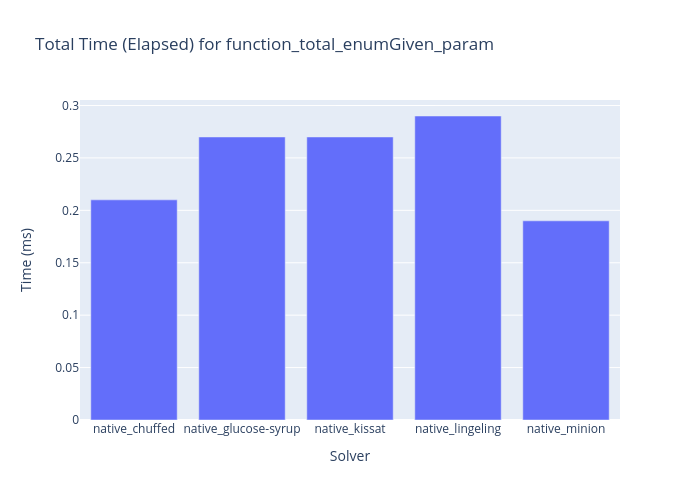 Total Time (Elapsed) for function_total_enumGiven_param
0.3
0.25
0.2
0.15
0.1
0.05
0
Time (ms)
native_chuffed native_glucose-syrup native_kissat native_lingeling native_minion
Solver